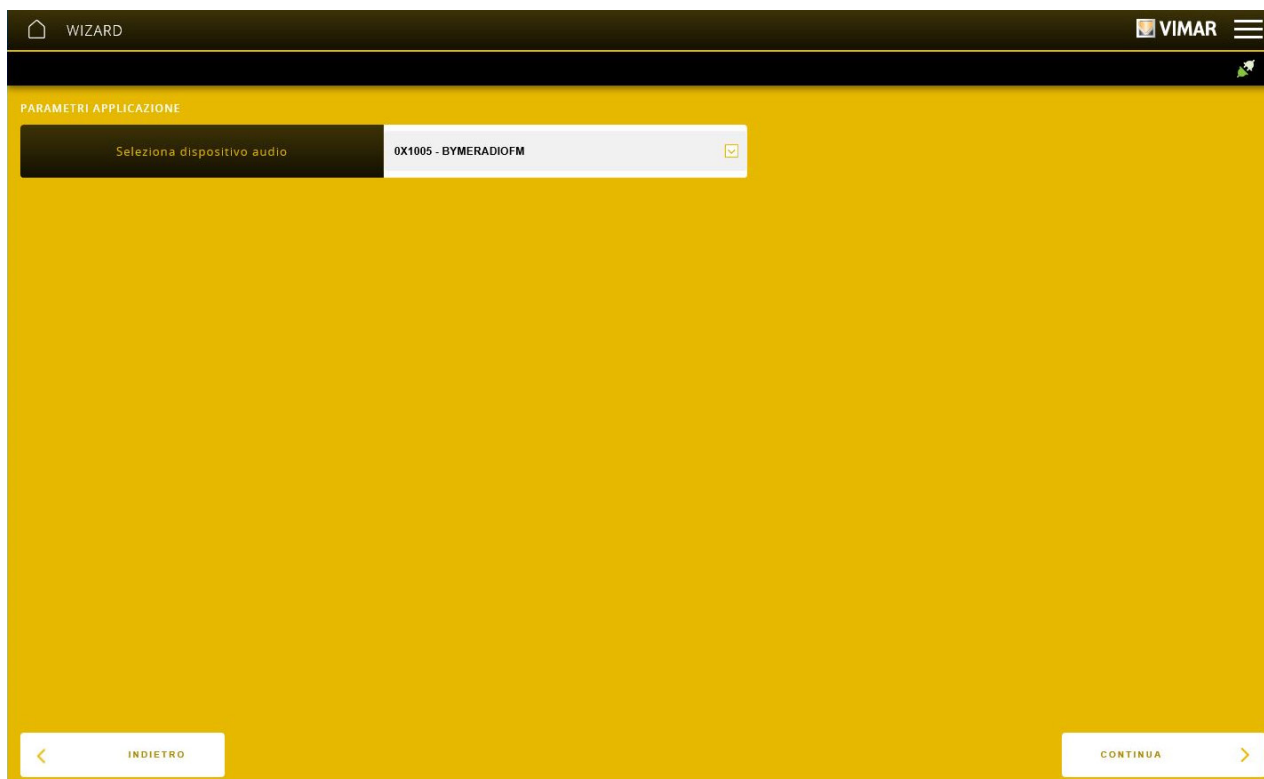 WIZARD
VIMAR
PARAMETRI APPLICAZIONE
Seleziona dispositivo audio
0X1005 - BYMERADIOFM
INDIETRO
CONTINUA